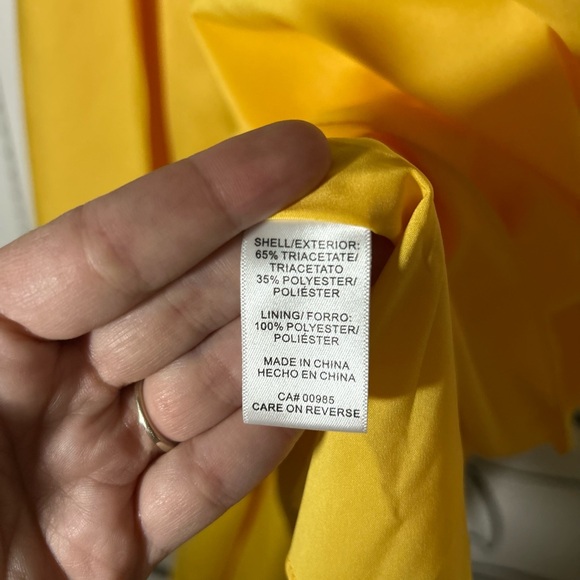 SHELL/EXTERIOR:
65% TRIACETATE/
TRIACETATO
35% POLYESTER/
POLIÉSTER
LINING/ FORRO:
100% POLYESTER/
POLIÉSTER
MADE IN CHINA
HECHO EN CHINA
CA# 00985
CARE ON REVERSE